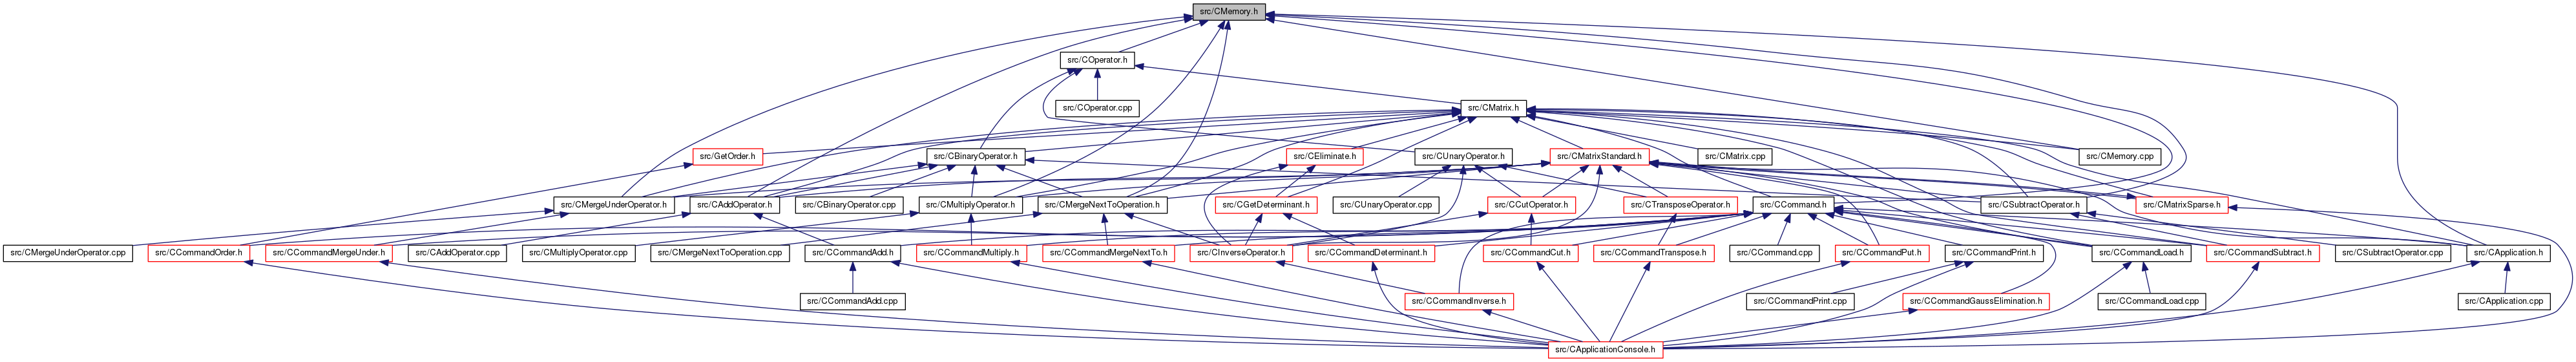 src/CMemory.h
src/COperator.h
src/COperator.cpp
src/CMatrix.h
src/GetOrder.h
src/CBinaryOperator.h
src/CEliminate.h
src/CUnaryOperator.h
src/CMatrixStandard.h
src/CMatrix.cpp
src/CMemory.cpp
src/CMergeUnderOperator.h
src/CAddOperator.h
src/CBinaryOperator.cpp
src/CMultiplyOperator.h
src/CMergeNextToOperation.h
src/CGetDeterminant.h
src/CUnaryOperator.cpp
src/CCutOperator.h
src/CTransposeOperator.h
src/CCommand.h
src/CSubtractOperator.h
src/CMatrixSparse.h
src/CMergeUnderOperator.cpp
src/CCommandOrder.h
src/CCommandMergeUnder.h
src/CAddOperator.cpp
src/CMultiplyOperator.cpp
src/CMergeNextToOperation.cpp
src/CCommandAdd.h
src/CCommandMultiply.h
src/CCommandMergeNextTo.h
src/CInverseOperator.h
src/CCommandDeterminant.h
src/CCommandCut.h
src/CCommandTranspose.h
src/CCommand.cpp
src/CCommandPut.h
src/CCommandPrint.h
src/CCommandLoad.h
src/CCommandSubtract.h
src/CSubtractOperator.cpp
src/CApplication.h
src/CCommandAdd.cpp
src/CCommandInverse.h
src/CCommandPrint.cpp
src/CCommandGaussElimination.h
src/CCommandLoad.cpp
src/CApplication.cpp
src/CApplicationConsole.h